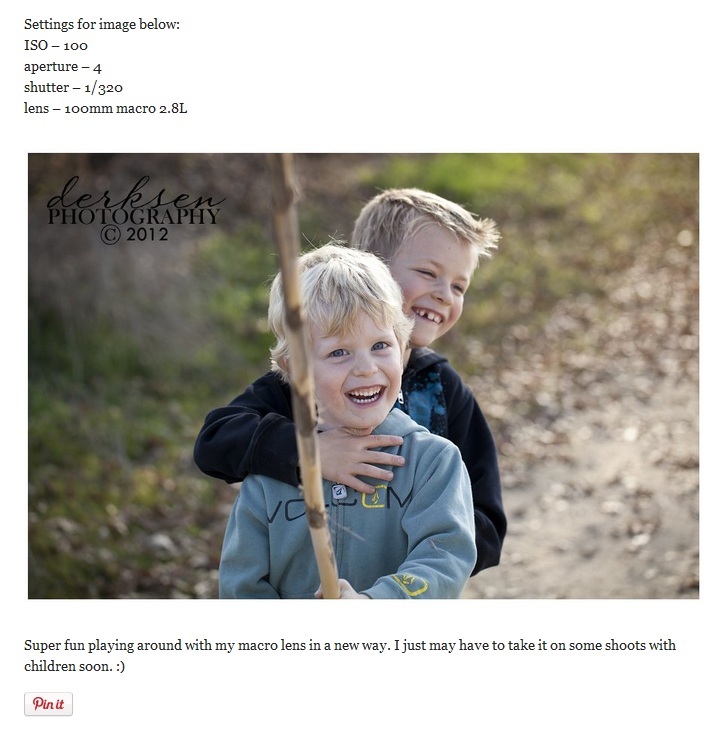 Settings for image below:
ISO – 100
aperture – 4
shutter – 1/320
lens – 100mm macro 2.8L
derksen
PHOTOGRAPHY
© 2012
VOLCOM
Super fun playing around with my macro lens in a new way. I just may have to take it on some shoots with
children soon. :)
Pin it